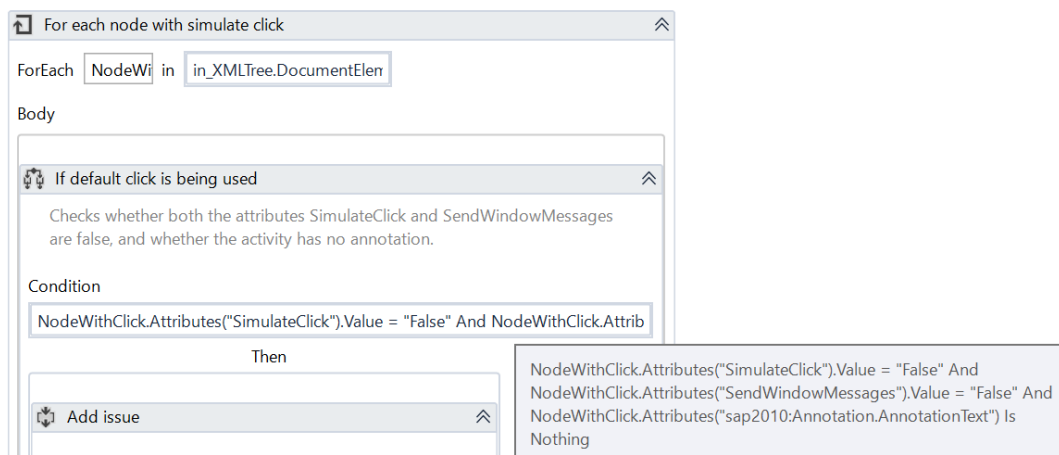 For each node with simulate click
ForEach NodeWi in in_XMLTree.DocumentElem
Body
If default click is being used
Checks whether both the attributes SimulateClick and SendWindowMessages
are false, and whether the activity has no annotation.
Condition
NodeWithClick.Attributes("SimulateClick").Value = "False" And NodeWithClick.Attrib
Then
NodeWithClick.Attributes("SimulateClick").Value = "False" And
NodeWithClick.Attributes("SendWindowMessages").Value = "False" And
NodeWithClick.Attributes("sap2010:Annotation.AnnotationText") Is
Nothing
Add issue